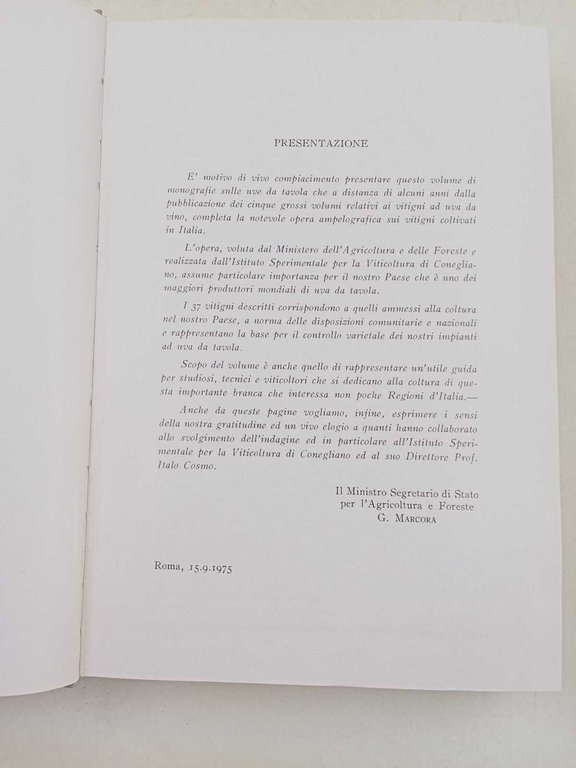 PRESENTAZIONE
E' motivo di vivo compiacimento presentare questo volume di
monografie sulle uve da tavola che a distanza di alcuni anni dalla
pubblicazione dei cinque grossi volumi relativi ai vitigni ad uva da
vino, completa la notevole opera ampelografica sui vitigni coltivati
in Italia.
L'opera, voluta dal Ministero dell'Agricoltura e delle Foreste e
realizzata dall'Istituto Sperimentale per la Viticoltura di Coneglia-
no, assume particolare importanza per il nostro Paese che è uno dei
maggiori produttori mondiali di uva da tavola.
I 37 vitigni descritti corrispondono a quelli ammessi alla coltura
nel nostro Paese, a norma delle disposizioni comunitarie e nazionali
e rappresentano la base per il controllo varietale dei nostri impianti
ad uva da tavola.
Scopo del volume è anche quello di rappresentare un'utile guida
per studiosi, tecnici e viticoltori che si dedicano alla coltura di que-
sta importante branca che interessa non poche Regioni d'Italia.—
Anche da queste pagine vogliamo, infine, esprimere i sensi
della nostra gratitudine ed un vivo elogio a quanti hanno collaborato
allo svolgimento dell'indagine ed in particolare all'Istituto Speri-
mentale per la Viticoltura di Conegliano ed al suo Direttore Prof.
Italo Cosmo.
Il Ministro Segretario di Stato
per l'Agricoltura e Foreste
G. MARCORA
Roma, 15.9.1975